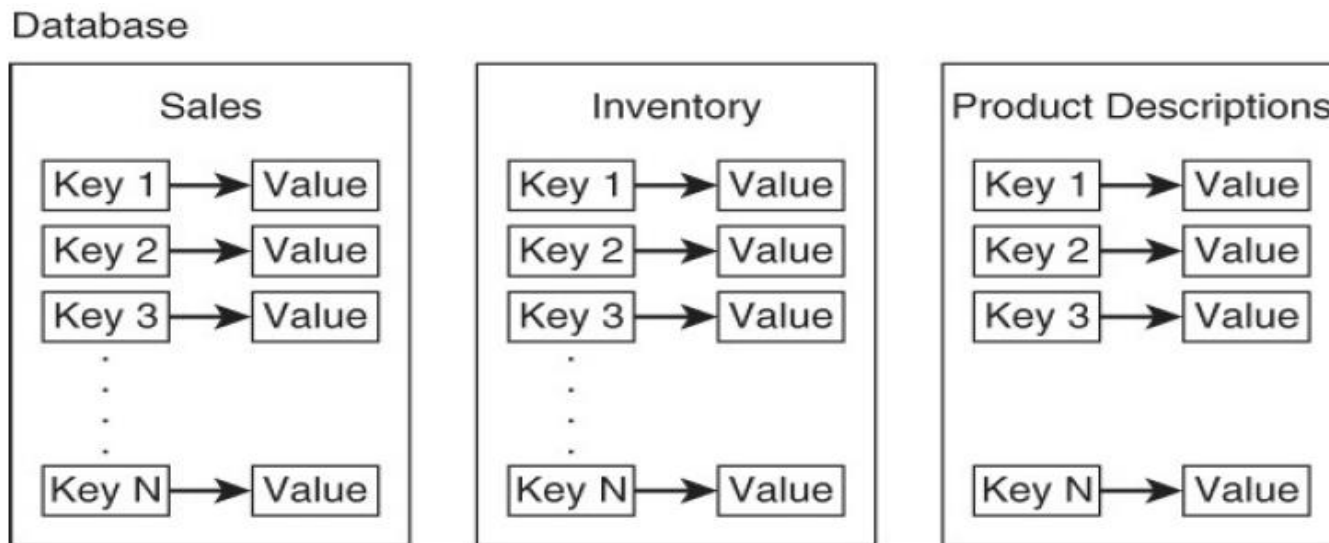 Database
Sales
Key 1 Value
Key 2 Value
Key 3 Value
Key N Value
Inventory
Key 1 Value
Key 2 Value
Key 3 Value
Key N Value
Product Descriptions
Key 1 Value
Key 2 Value
Key 3 Value
Key N Value